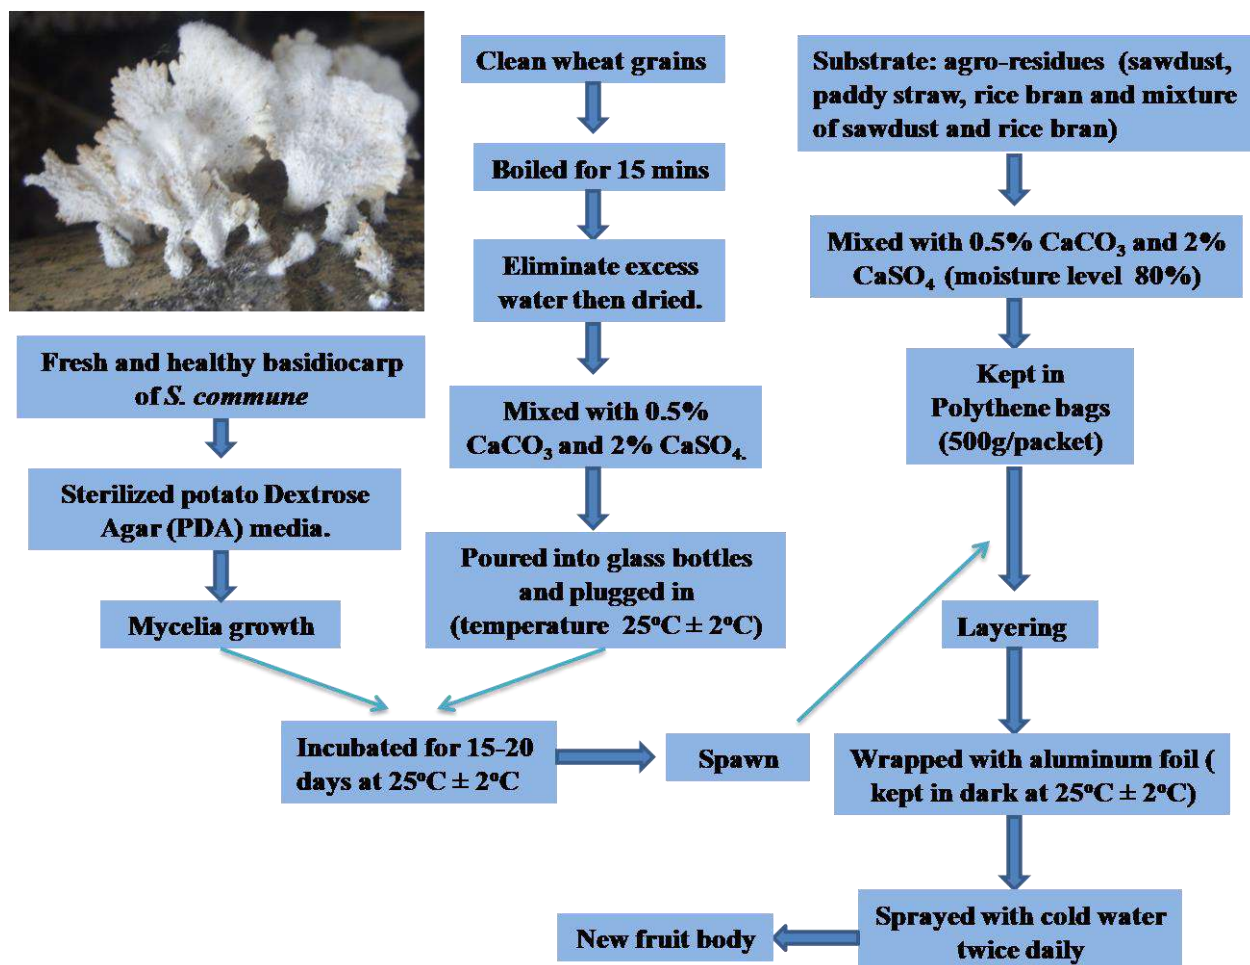 Fresh and healthy basidiocarp
of S. commune
Sterilized potato Dextrose
Agar (PDA) media.
Mycelia growth
Clean wheat grains
Boiled for 15 mins
Eliminate excess
water then dried.
Mixed with 0.5%
CaCO₃ and 2% CaSO₄.
Poured into glass bottles
and plugged in
(temperature 25°C ± 2°C)
Incubated for 15-20
days at 25°C ± 2°C
Spawn
Substrate: agro-residues (sawdust,
paddy straw, rice bran and mixture
of sawdust and rice bran)
Mixed with 0.5% CaCO₃ and 2%
CaSO₄ (moisture level 80%)
Kept in
Polythene bags
(500g/packet)
Layering
Wrapped with aluminum foil (
kept in dark at 25°C ± 2°C)
Sprayed with cold water
twice daily
New fruit body